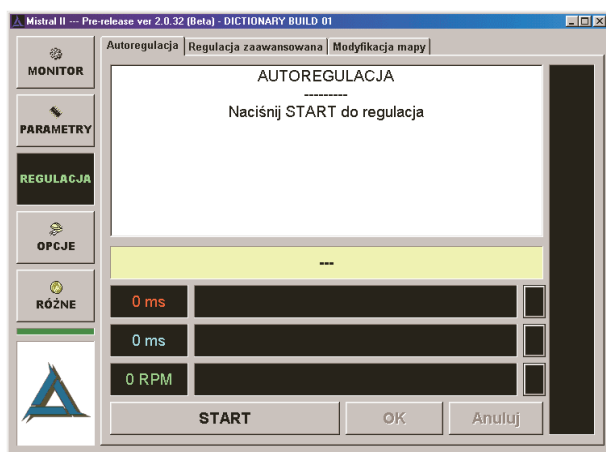 Mistral II --- Pre-release ver 2.0.32 (Beta) - DICTIONARY BUILD 01
MONITOR
PARAMETRY
REGULACJA
OPCJE
RÓŻNE
Autoregulacja
Regulacja zaawansowana
Modyfikacja mapy
AUTOREGULACJA
---------
Naciśnij START do regulacja
---
0 ms
0 ms
0 RPM
START
OK
Anuluj